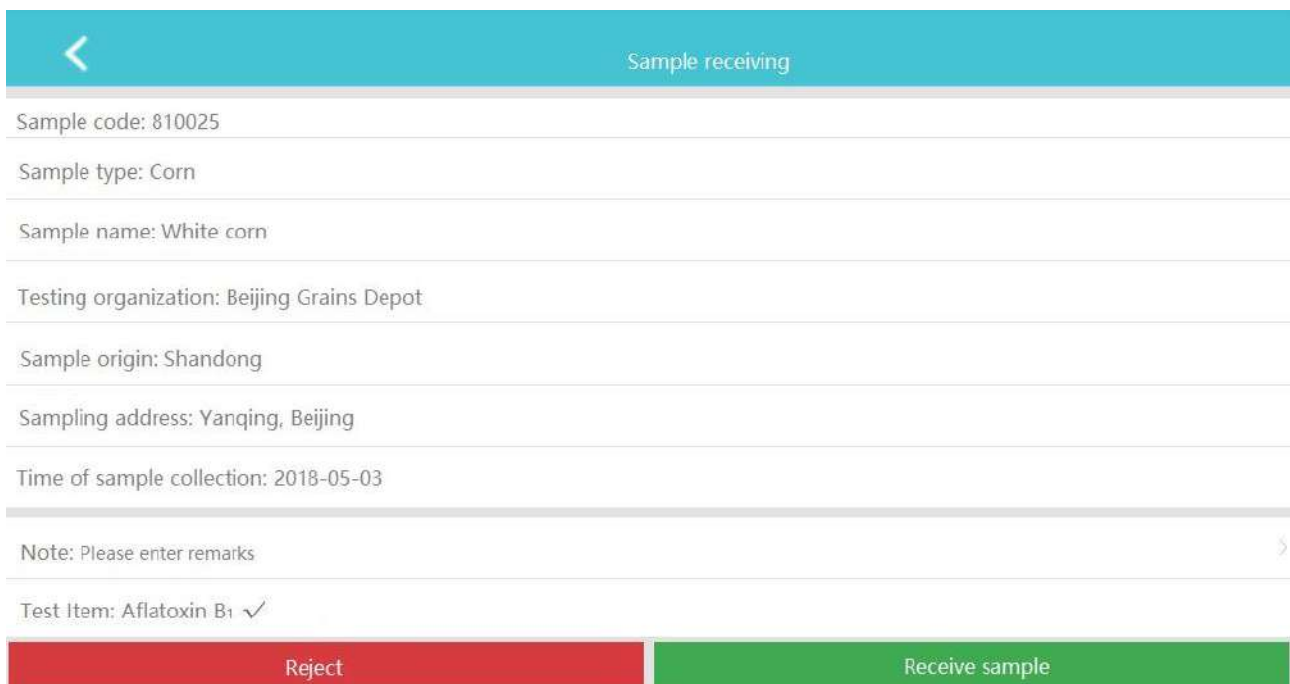 Sample receiving
Sample code: 810025
Sample type: Corn
Sample name: White corn
Testing organization: Beijing Grains Depot
Sample origin: Shandong
Sampling address: Yanqing, Beijing
Time of sample collection: 2018-05-03
Note: Please enter remarks
Test Item: Aflatoxin B₁ ✓
Reject
Receive sample